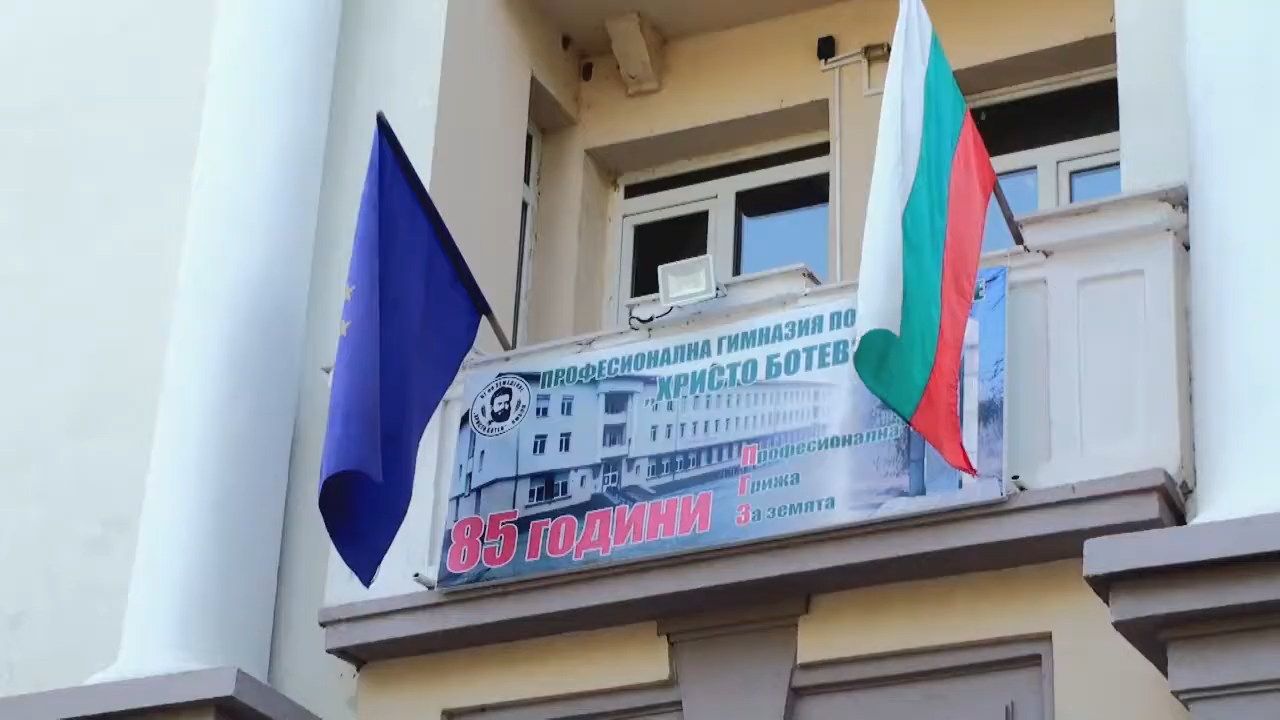 ПРОФЕСИОНАЛНА ГИМНАЗИЯ ПО
„ХРИСТО БОТЕВ
Професионална
Грижа
За земята
85 ГОДИНИ